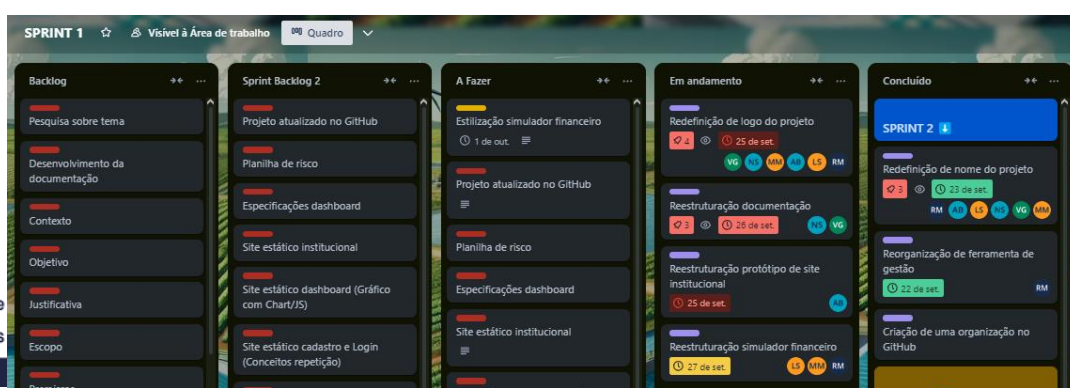 SPRINT 1
Visível à Área de trabalho
Quadro
Backlog
Pesquisa sobre tema
Desenvolvimento da
documentação
Contexto
Objetivo
Justificativa
Escopo
Sprint Backlog 2
Projeto atualizado no GitHub
Planilha de risco
Especificações dashboard
Site estático institucional
Site estático dashboard (Gráfico
com Chart/JS)
Site estático cadastro e Login
(Conceitos repetição)
A Fazer
Estilização simulador financeiro
1 de out.
Projeto atualizado no GitHub
Planilha de risco
Especificações dashboard
Site estático institucional
Em andamento
Redefinição de logo do projeto
4
25 de set.
VG NS MM AB LS RM
Reestruturação documentação
3
26 de set.
NS VG
Reestruturação protótipo de site
institucional
25 de set.
AB
Reestruturação simulador financeiro
27 de set.
LS MM RM
Concluído
SPRINT 2
Redefinição de nome do projeto
3
23 de set.
RM AB LS NS VG MM
Reorganização de ferramenta de
gestão
22 de set.
RM
Criação de uma organização no
GitHub